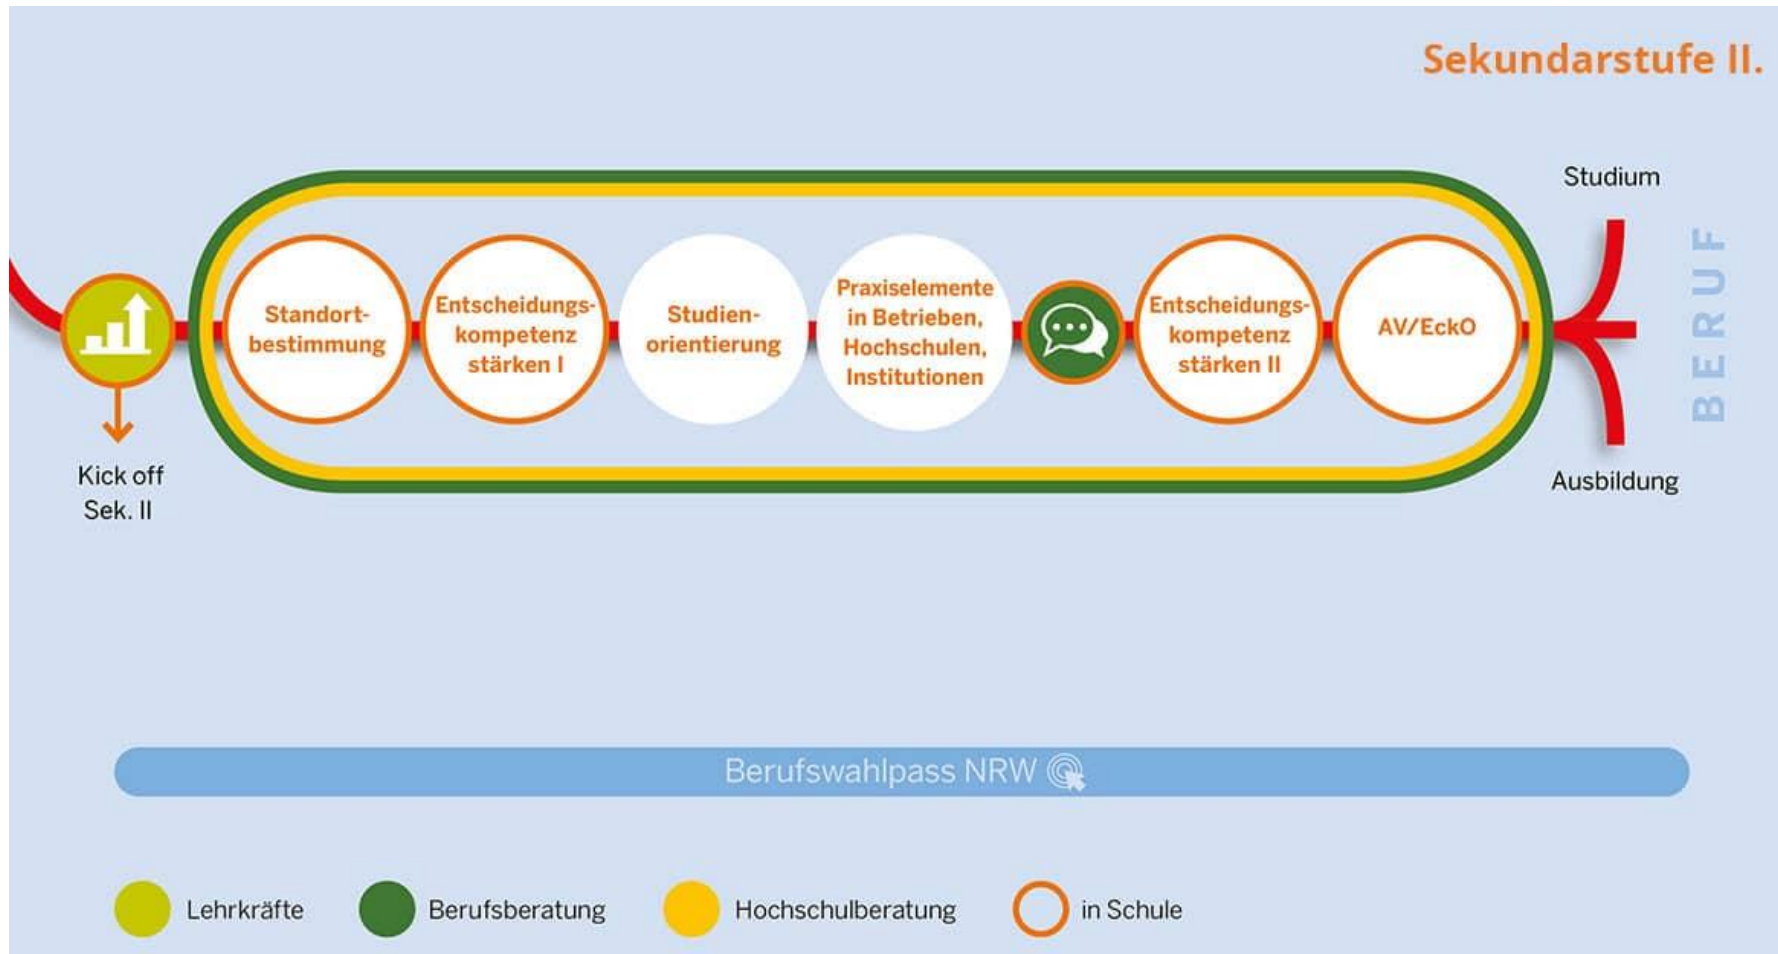 Sekundarstufe II.
Studium
BERUF
Standort-
bestimmung
Entscheidungs-
kompetenz
stärken I
Studien-
orientierung
Praxiselemente
in Betrieben,
Hochschulen,
Institutionen
Entscheidungs-
kompetenz
stärken II
AV/EckO
Kick off
Sek. II
Ausbildung
Berufswahlpass NRW
Lehrkräfte
Berufsberatung
Hochschulberatung
in Schule